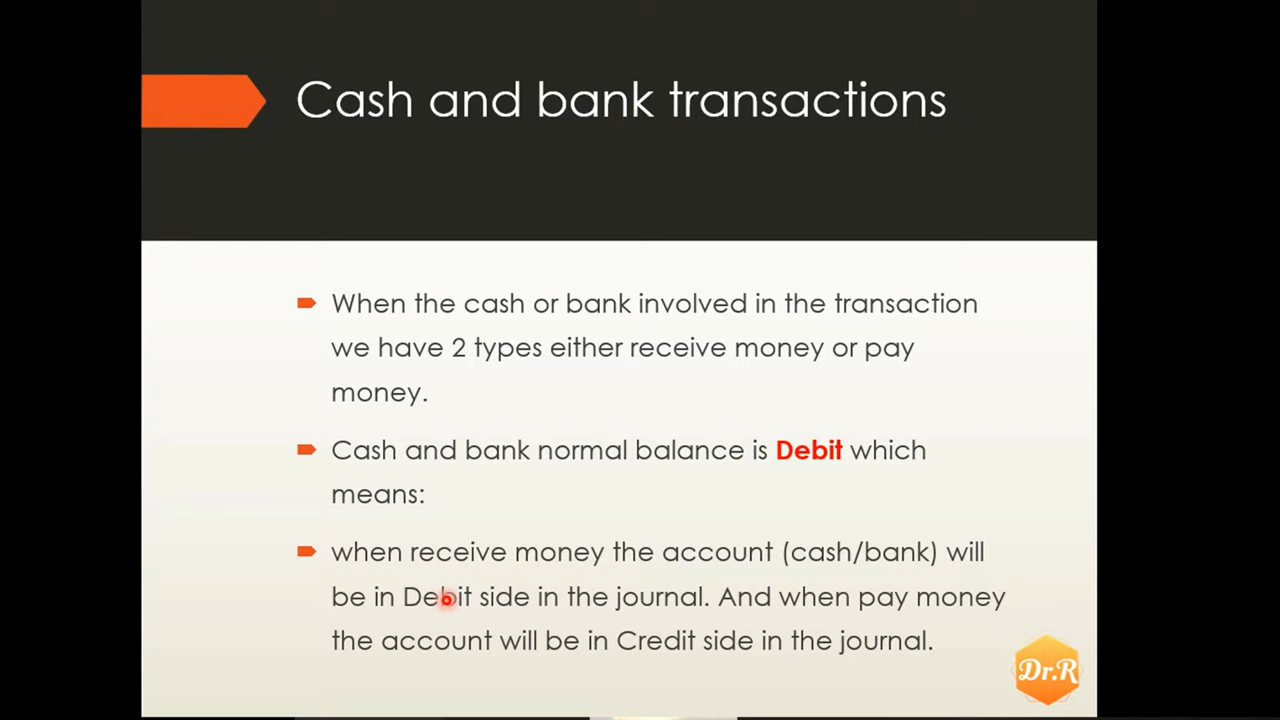 Cash and bank transactions
When the cash or bank involved in the transaction
we have 2 types either receive money or pay
money.
Cash and bank normal balance is Debit which
means:
when receive money the account (cash/bank) will
be in Debit side in the journal. And when pay money
the account will be in Credit side in the journal.
Dr.R